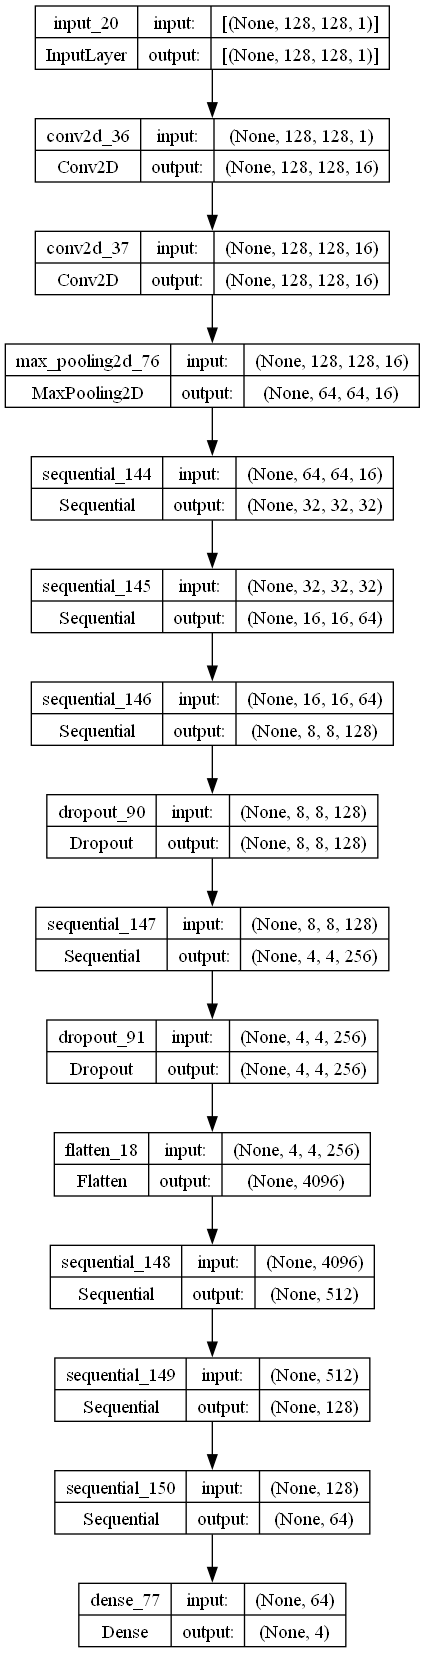 input_20 input: [(None, 128, 128, 1)]
InputLayer output: [(None, 128, 128, 1)]
conv2d_36 input: (None, 128, 128, 1)
Conv2D output: (None, 128, 128, 16)
conv2d_37 input: (None, 128, 128, 16)
Conv2D output: (None, 128, 128, 16)
max_pooling2d_76 input: (None, 128, 128, 16)
MaxPooling2D output: (None, 64, 64, 16)
sequential_144 input: (None, 64, 64, 16)
Sequential output: (None, 32, 32, 32)
sequential_145 input: (None, 32, 32, 32)
Sequential output: (None, 16, 16, 64)
sequential_146 input: (None, 16, 16, 64)
Sequential output: (None, 8, 8, 128)
dropout_90 input: (None, 8, 8, 128)
Dropout output: (None, 8, 8, 128)
sequential_147 input: (None, 8, 8, 128)
Sequential output: (None, 4, 4, 256)
dropout_91 input: (None, 4, 4, 256)
Dropout output: (None, 4, 4, 256)
flatten_18 input: (None, 4, 4, 256)
Flatten output: (None, 4096)
sequential_148 input: (None, 4096)
Sequential output: (None, 512)
sequential_149 input: (None, 512)
Sequential output: (None, 128)
sequential_150 input: (None, 128)
Sequential output: (None, 64)
dense_77 input: (None, 64)
Dense output: (None, 4)